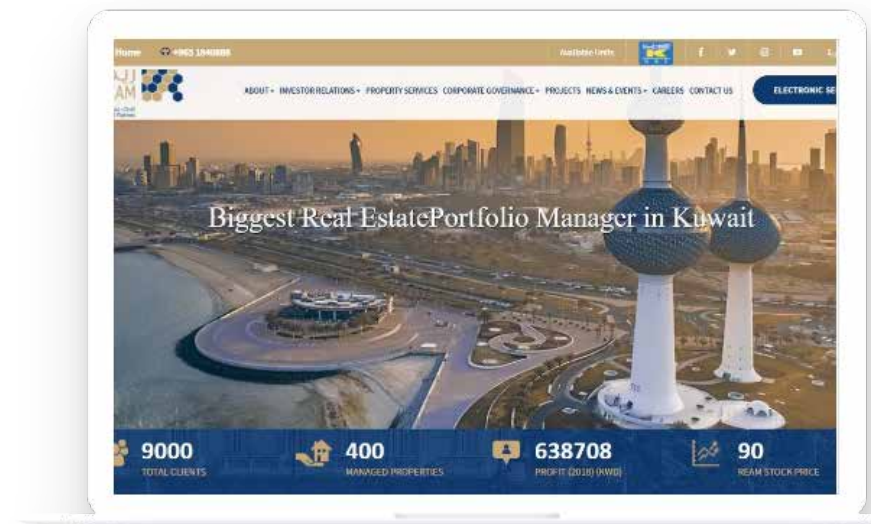 Home +965 1840888 Available Units
AM
ABOUT INVESTOR RELATIONS PROPERTY SERVICES CORPORATE GOVERNANCE PROJECTS NEWS & EVENTS CAREERS CONTACT US ELECTRONIC SE
Biggest Real EstatePortfolio Manager in Kuwait
9000 400 638708 90
TOTAL CLIENTS MANAGED PROPERTIES PROFIT (2018) (KWD) REAM STOCK PRICE